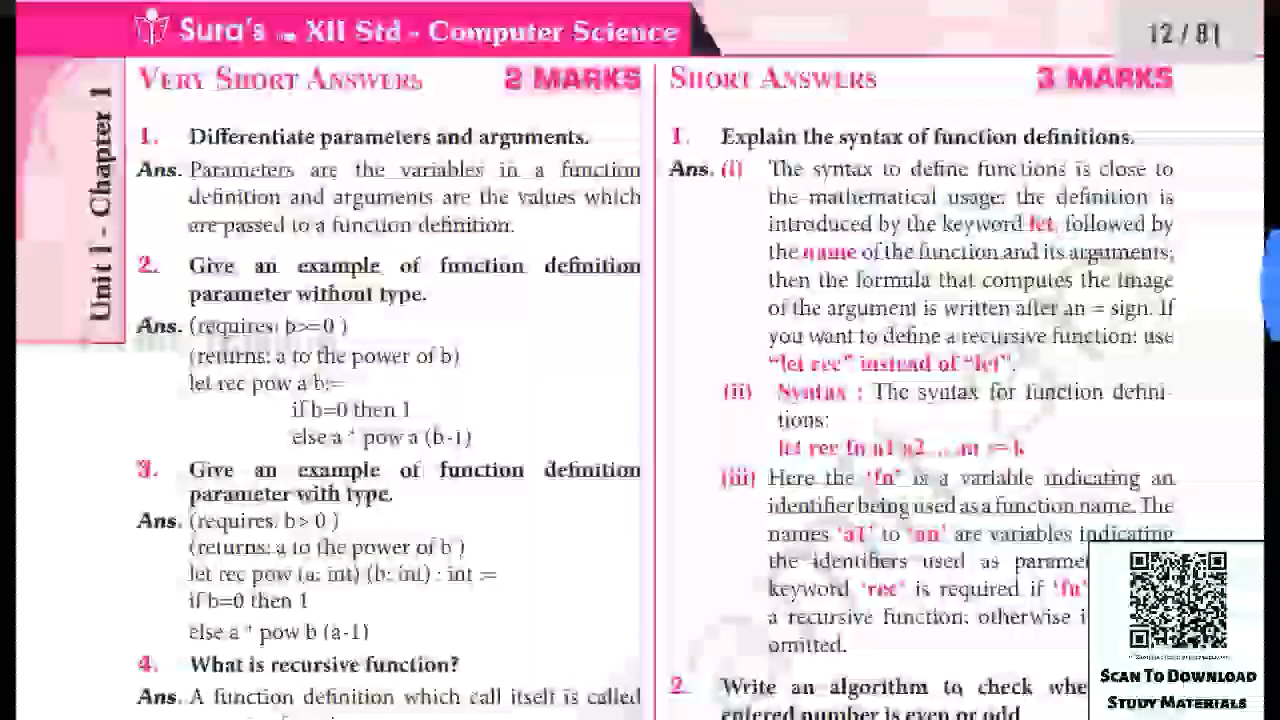 Sura's XII Std - Computer Science
12 / 81
Unit 1 - Chapter 1
VERY SHORT ANSWERS 2 MARKS
1. Differentiate parameters and arguments.
Ans. Parameters are the variables in a function
definition and arguments are the values which
are passed to a function definition.
2. Give an example of function definition
parameter without type.
Ans. (requires: b>=0 )
(returns: a to the power of b)
let rec pow a b:=
if b=0 then 1
else a * pow a (b-1)
3. Give an example of function definition
parameter with type.
Ans. (requires: b> 0 )
(returns: a to the power of b )
let rec pow (a: int) (b: int) : int :=
if b=0 then 1
else a * pow b (a-1)
4. What is recursive function?
Ans. A function definition which call itself is called
SHORT ANSWERS 3 MARKS
1. Explain the syntax of function definitions.
Ans. (i) The syntax to define functions is close to
the mathematical usage: the definition is
introduced by the keyword let, followed by
the name of the function and its arguments;
then the formula that computes the image
of the argument is written after an = sign. If
you want to define a recursive function: use
“let rec” instead of “let”.
(ii) Syntax : The syntax for function defini-
tions:
let rec fn a1 a2 ... an := k
(iii) Here the ‘fn’ is a variable indicating an
identifier being used as a function name. The
names ‘a1’ to ‘an’ are variables indicating
the identifiers used as
keyword ‘rec’ is required if ‘fn’
a recursive function; otherwise
omitted.
2. Write an algorithm to check
entered number is even or odd
SCAN TO DOWNLOAD
STUDY MATERIALS